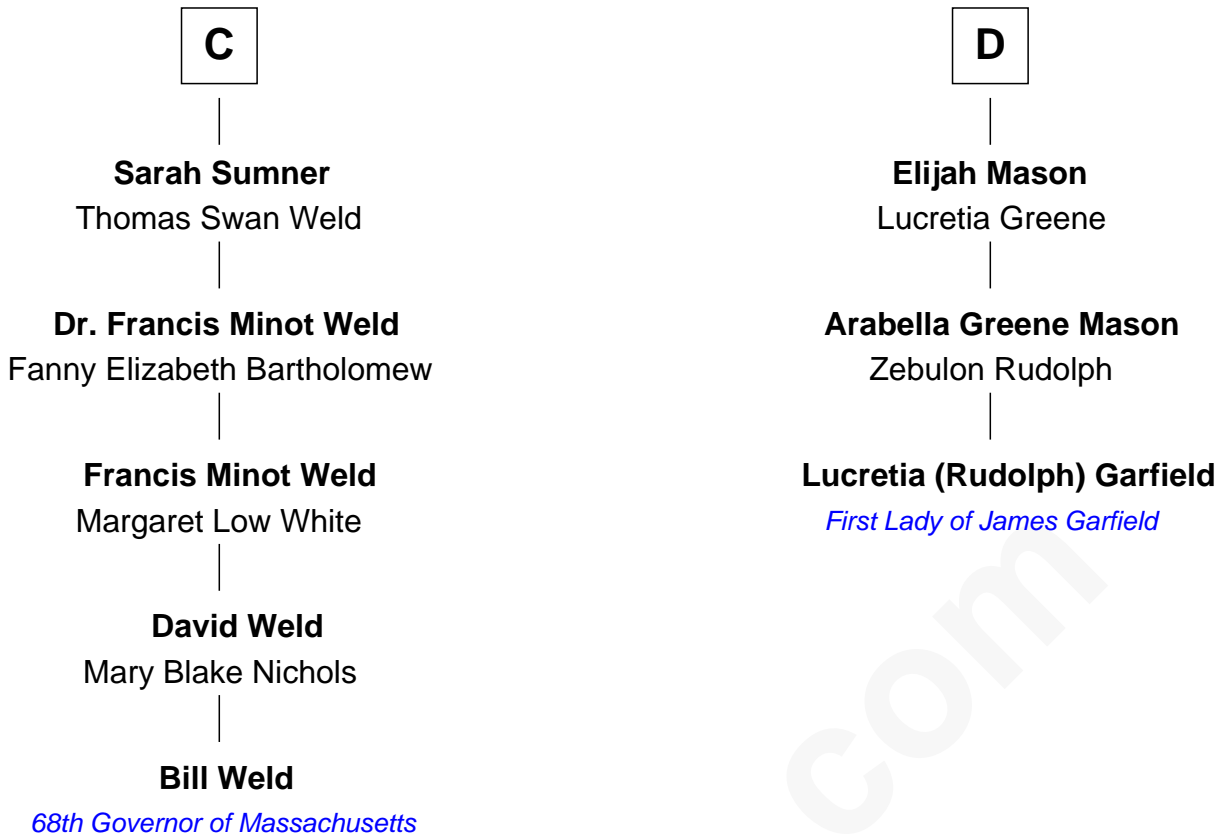 C
Sarah Sumner
Thomas Swan Weld
Dr. Francis Minot Weld
Fanny Elizabeth Bartholomew
Francis Minot Weld
Margaret Low White
David Weld
Mary Blake Nichols
Bill Weld
68th Governor of Massachusetts
D
Elijah Mason
Lucretia Greene
Arabella Greene Mason
Zebulon Rudolph
Lucretia (Rudolph) Garfield
First Lady of James Garfield
com